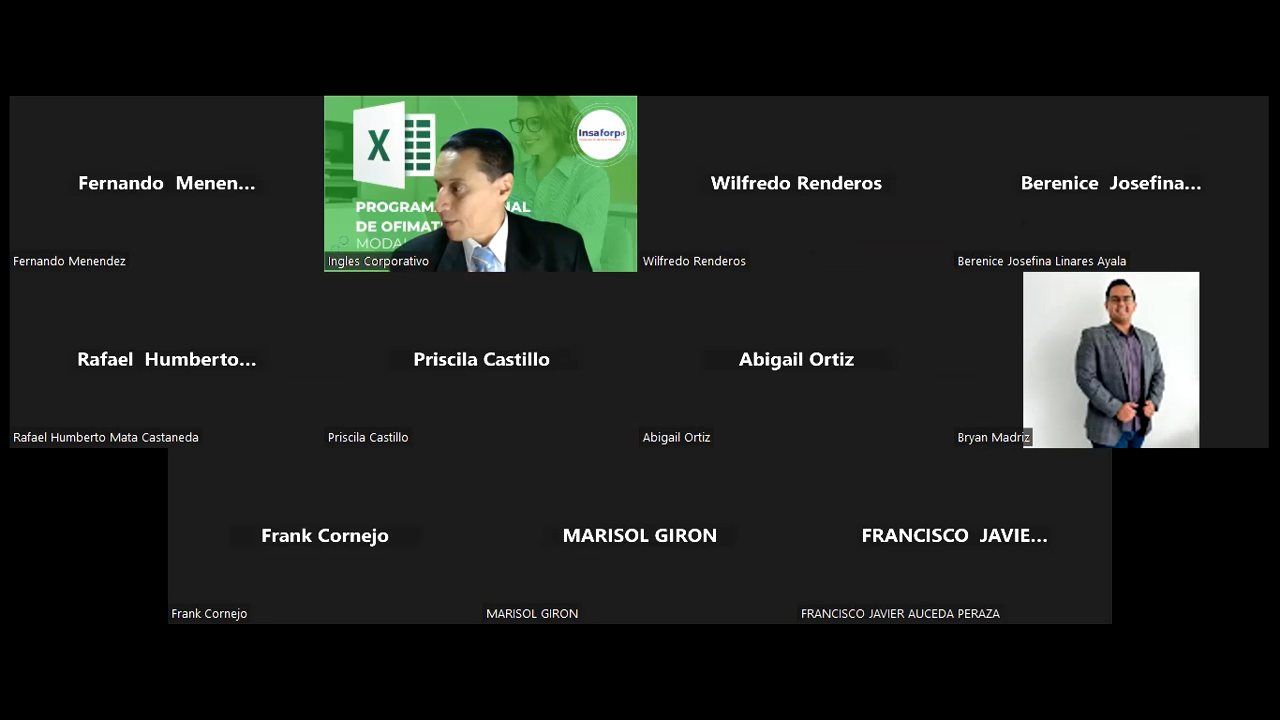 Fernando Menen...
Fernando Menendez
X
Insaforp
PROGRAM
NAL
DE OFIMAT
MODAL
Ingles Corporativo
Wilfredo Renderos
Wilfredo Renderos
Berenice Josefina...
Berenice Josefina Linares Ayala
Rafael Humberto...
Rafael Humberto Mata Castaneda
Priscila Castillo
Priscila Castillo
Abigail Ortiz
Abigail Ortiz
Bryan Madriz
Frank Cornejo
Frank Cornejo
MARISOL GIRON
MARISOL GIRON
FRANCISCO JAVIE...
FRANCISCO JAVIER AUCEDA PERAZA